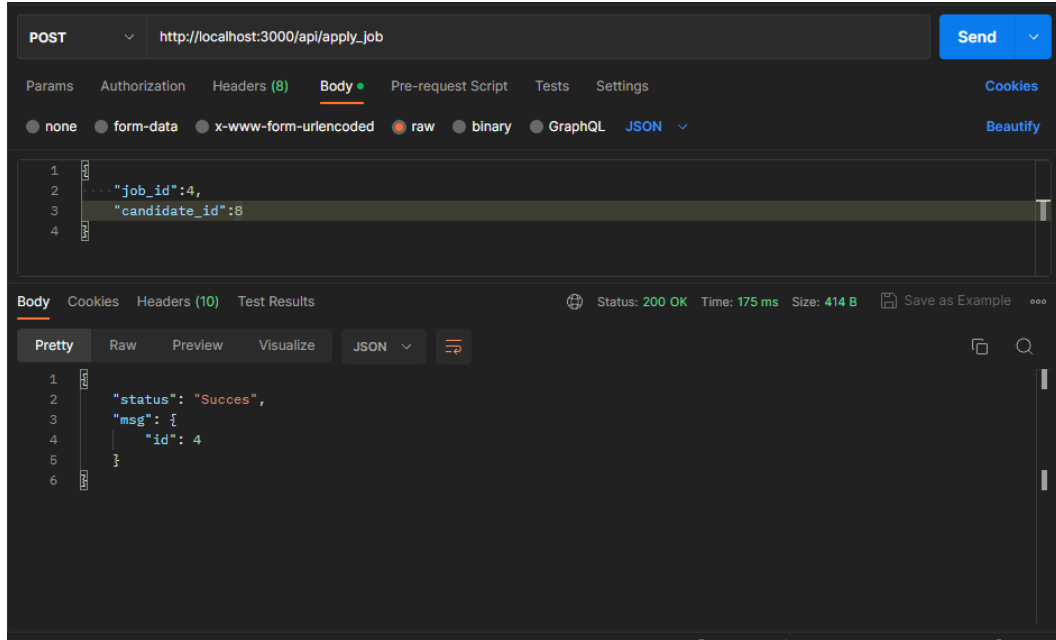 POST http://localhost:3000/api/apply_job Send
Params Authorization Headers (8) Body Pre-request Script Tests Settings Cookies
none form-data x-www-form-urlencoded raw binary GraphQL JSON Beautify
1 {
2 ····"job_id":4,
3 ····"candidate_id":8
4 }
Body Cookies Headers (10) Test Results Status: 200 OK Time: 175 ms Size: 414 B Save as Example
Pretty Raw Preview Visualize JSON
1 {
2 "status": "Succes",
3 "msg": {
4 "id": 4
5 }
6 }